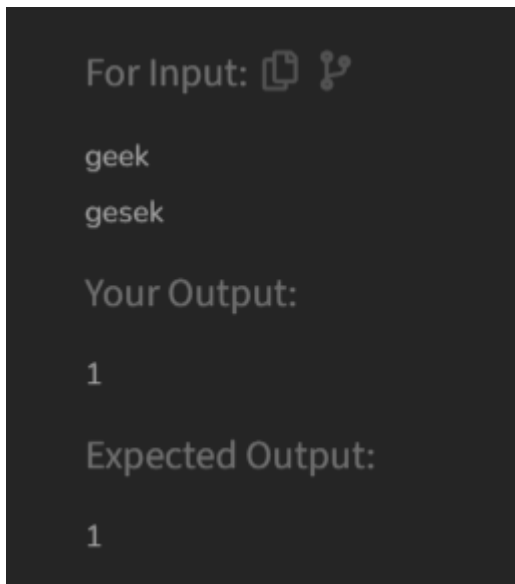 For Input:
geek
gesek
Your Output:
1
Expected Output:
1